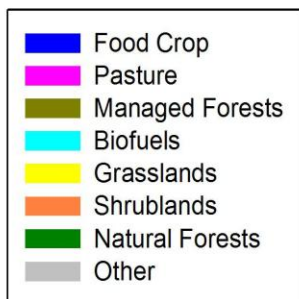 Food Crop
Pasture
Managed Forests
Biofuels
Grasslands
Shrublands
Natural Forests
Other